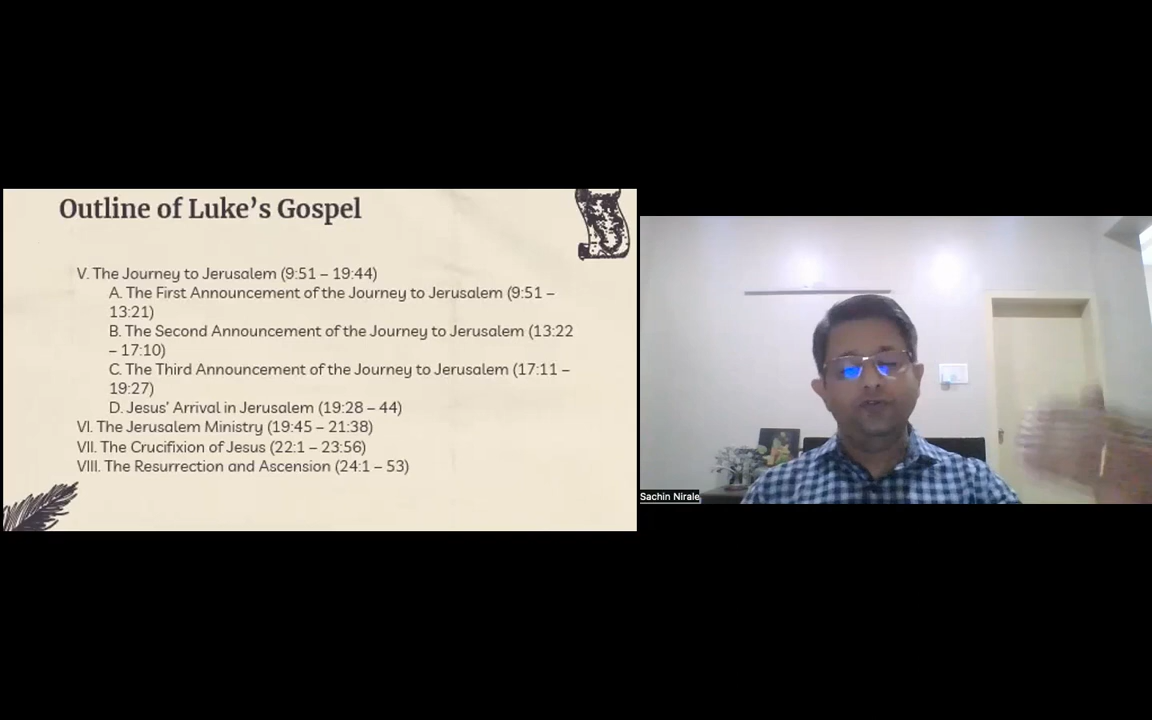 Outline of Luke's Gospel
V. The Journey to Jerusalem (9:51 – 19:44)
A. The First Announcement of the Journey to Jerusalem (9:51 –
13:21)
B. The Second Announcement of the Journey to Jerusalem (13:22
– 17:10)
C. The Third Announcement of the Journey to Jerusalem (17:11 –
19:27)
D. Jesus' Arrival in Jerusalem (19:28 – 44)
VI. The Jerusalem Ministry (19:45 – 21:38)
VII. The Crucifixion of Jesus (22:1 – 23:56)
VIII. The Resurrection and Ascension (24:1 – 53)
Sachin Nirale